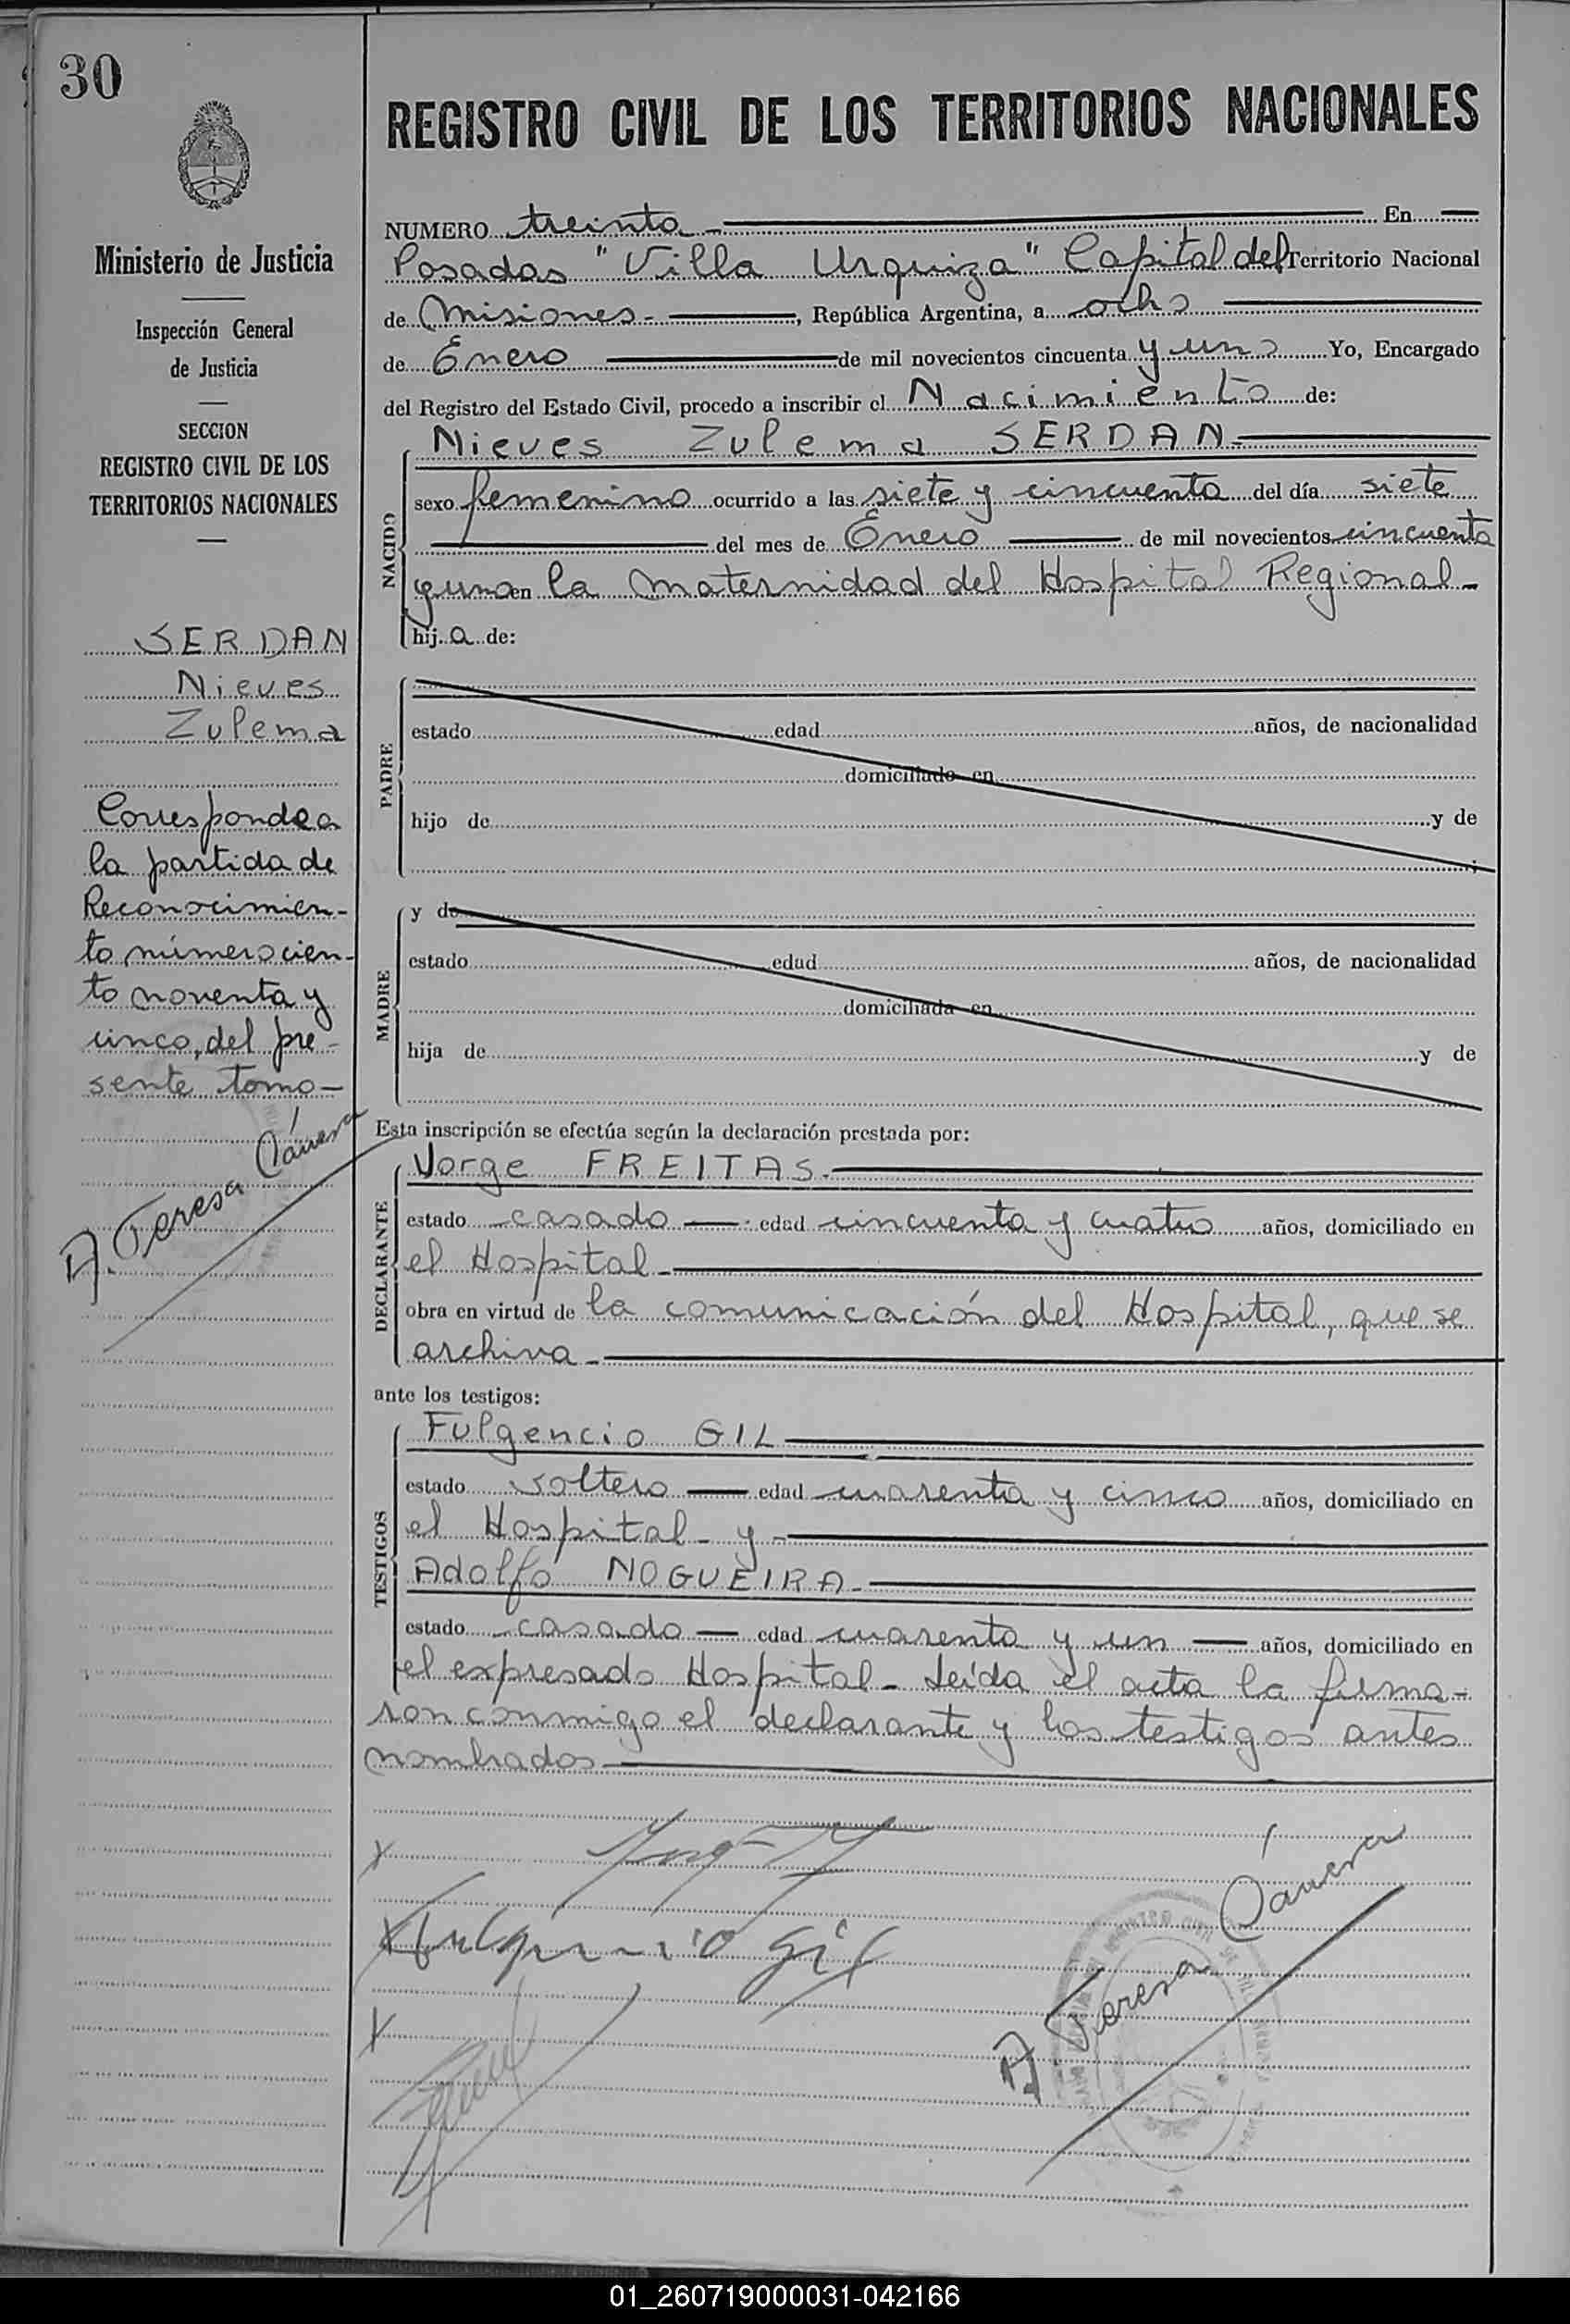 30
Ministerio de Justicia
Inspección General
de Justicia
SECCION
REGISTRO CIVIL DE LOS
TERRITORIOS NACIONALES
SERDAN
Nieves
Zulema
Corresponde a
la partida de
Reconocimien-
to número cien-
to noventa y
cinco, del pre-
sente tomo-
A. Teresa
REGISTRO CIVIL DE LOS TERRITORIOS NACIONALES
NUMERO treinta - En
Posadas "Villa Urquiza" Capital del Territorio Nacional
de Misiones-, República Argentina, a ocho
de Enero de mil novecientos cincuenta y uno Yo, Encargado
del Registro del Estado Civil, procedo a inscribir el Nacimiento de:
NACIDO
Nieves Zulema SERDAN-
sexo femenino ocurrido a las siete y cincuenta del día siete
del mes de Enero de mil novecientos cincuenta
y uno en la maternidad del Hospital Regional-
hij a de:
PADRE
estado edad años, de nacionalidad
domiciliado en
hijo de y de
;
MADRE
y de
estado edad años, de nacionalidad
domiciliada en
hija de y de
Esta inscripción se efectúa según la declaración prestada por:
DECLARANTE
Jorge FREITAS.-
estado casado edad cincuenta y cuatro años, domiciliado en
el Hospital-
obra en virtud de la comunicación del Hospital, que se
archiva-
ante los testigos:
TESTIGOS
Fulgencio GIL
estado soltero edad cuarenta y cinco años, domiciliado en
el Hospital- y-
Adolfo NOGUEIRA-
estado casado edad cuarenta y un años, domiciliado en
el expresado Hospital- Leída el acta la firma-
ron conmigo el declarante y los testigos antes
nombrados-
Fulgencio Gil
A. Teresa
01_260719000031-042166